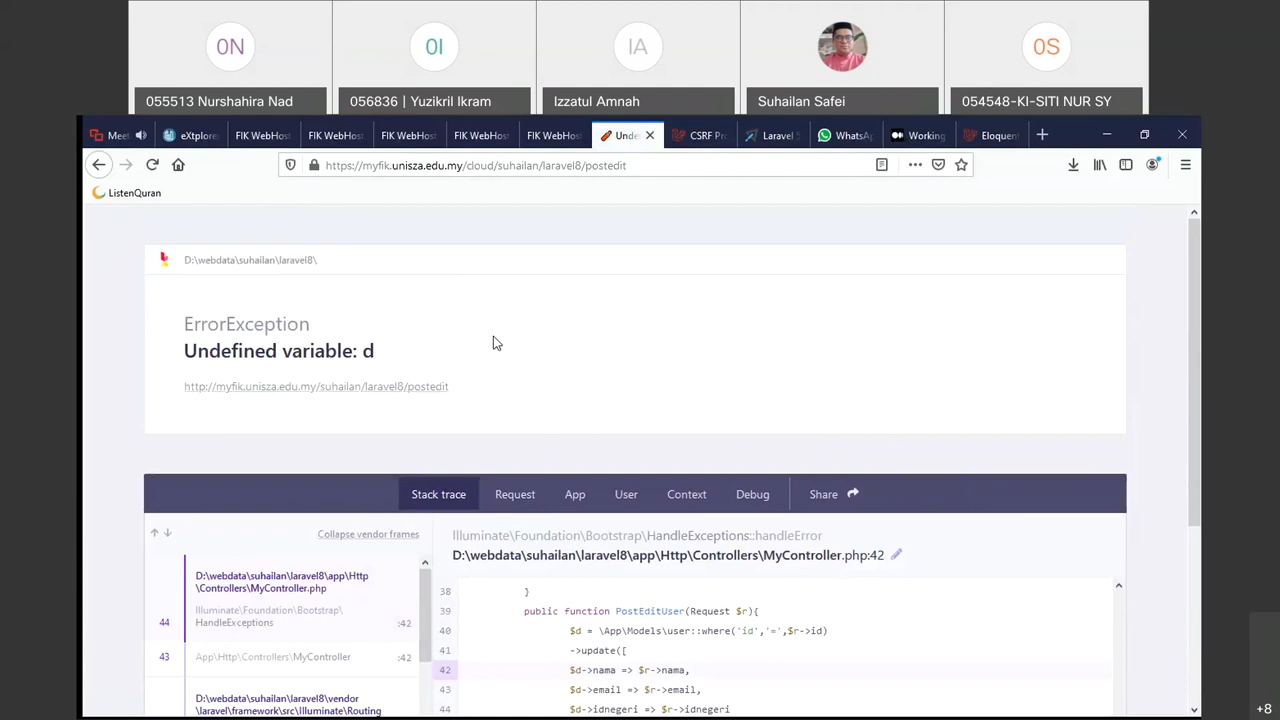 0N
0I
IA
0S
055513 Nurshahira Nad
056836 | Yuzikril Ikram
Izzatul Amnah
Suhailan Safei
054548-KI-SITI NUR SY
Meet
eXtplore
FIK WebHost
FIK WebHost
FIK WebHost
FIK WebHost
FIK WebHost
Unde
CSRF Pro
Laravel
WhatsAp
Working
Eloquent
https://myfik.unisza.edu.my/cloud/suhailan/laravel8/postedit
ListenQuran
D:\webdata\suhailan\laravel8\
ErrorException
Undefined variable: d
http://myfik.unisza.edu.my/suhailan/laravel8/postedit
Stack trace
Request
App
User
Context
Debug
Share
Collapse vendor frames
D:\webdata\suhailan\laravel8\app\Http
\Controllers\MyController.php
Illuminate\Foundation\Bootstrap\
44 HandleExceptions :42
43 App\Http\Controllers\MyController :42
D:\webdata\suhailan\laravel8\vendor
\laravel\framework\src\Illuminate\Routing
Illuminate\Foundation\Bootstrap\HandleExceptions::handleError
D:\webdata\suhailan\laravel8\app\Http\Controllers\MyController.php:42
38 }
39 public function PostEditUser(Request $r){
40 $d = \App\Models\user::where('id','=',$r->id)
41 ->update([
42 $d->nama => $r->nama,
43 $d->email => $r->email,
44 $d->idnegeri => $r->idnegeri
+8